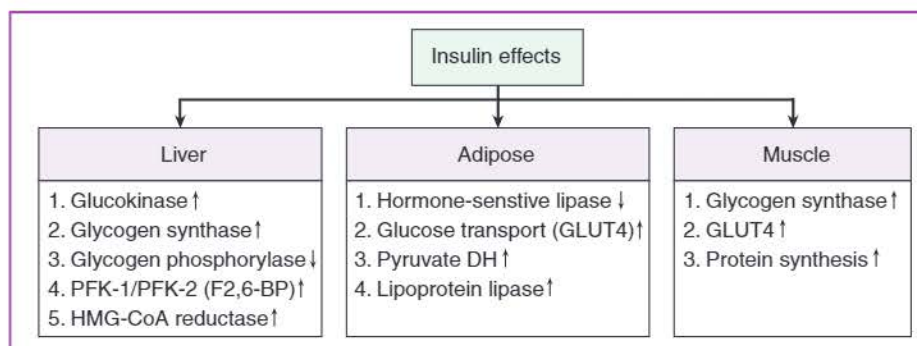 Insulin effects
Liver
1. Glucokinase ↑
2. Glycogen synthase ↑
3. Glycogen phosphorylase ↓
4. PFK-1/PFK-2 (F2,6-BP) ↑
5. HMG-CoA reductase ↑
Adipose
1. Hormone-senstive lipase ↓
2. Glucose transport (GLUT4) ↑
3. Pyruvate DH ↑
4. Lipoprotein lipase ↑
Muscle
1. Glycogen synthase ↑
2. GLUT4 ↑
3. Protein synthesis ↑